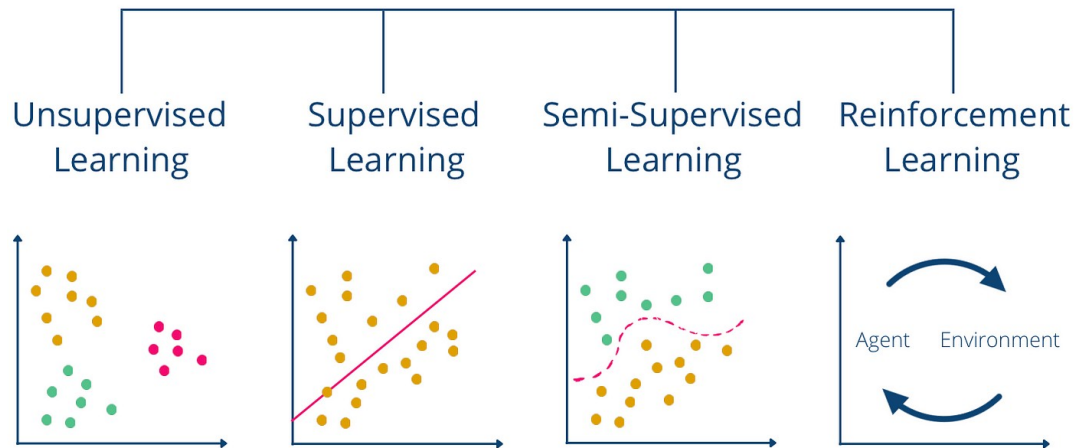 Unsupervised
Learning
Supervised
Learning
Semi-Supervised
Learning
Reinforcement
Learning
Agent
Environment